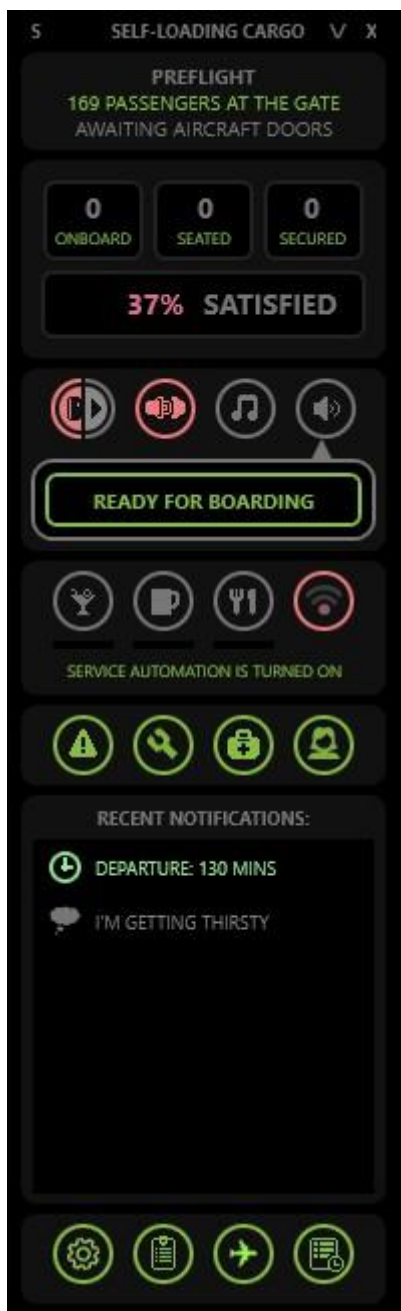 S SELF-LOADING CARGO V X
PREFLIGHT
169 PASSENGERS AT THE GATE
AWAITING AIRCRAFT DOORS
0 0 0
ONBOARD SEATED SECURED
37% SATISFIED
READY FOR BOARDING
SERVICE AUTOMATION IS TURNED ON
RECENT NOTIFICATIONS:
DEPARTURE: 130 MINS
I'M GETTING THIRSTY